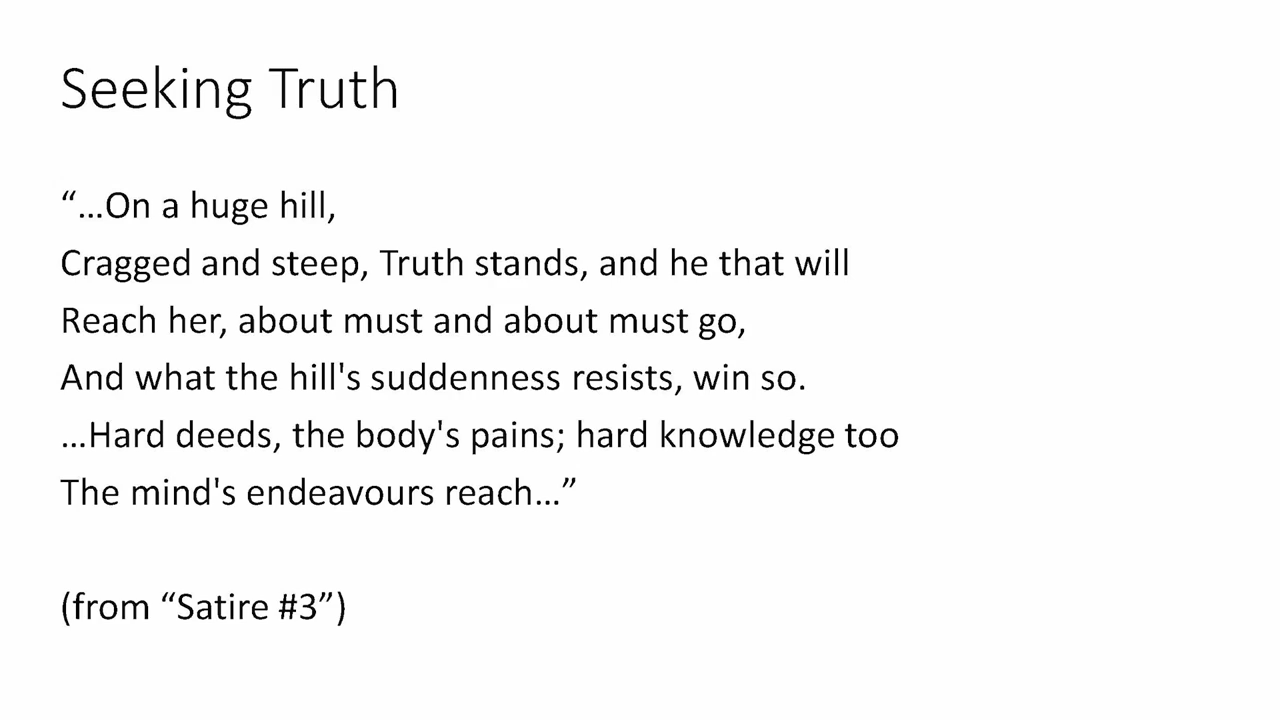 Seeking Truth
“…On a huge hill,
Cragged and steep, Truth stands, and he that will
Reach her, about must and about must go,
And what the hill's suddenness resists, win so.
…Hard deeds, the body's pains; hard knowledge too
The mind's endeavours reach…”
(from “Satire #3”)